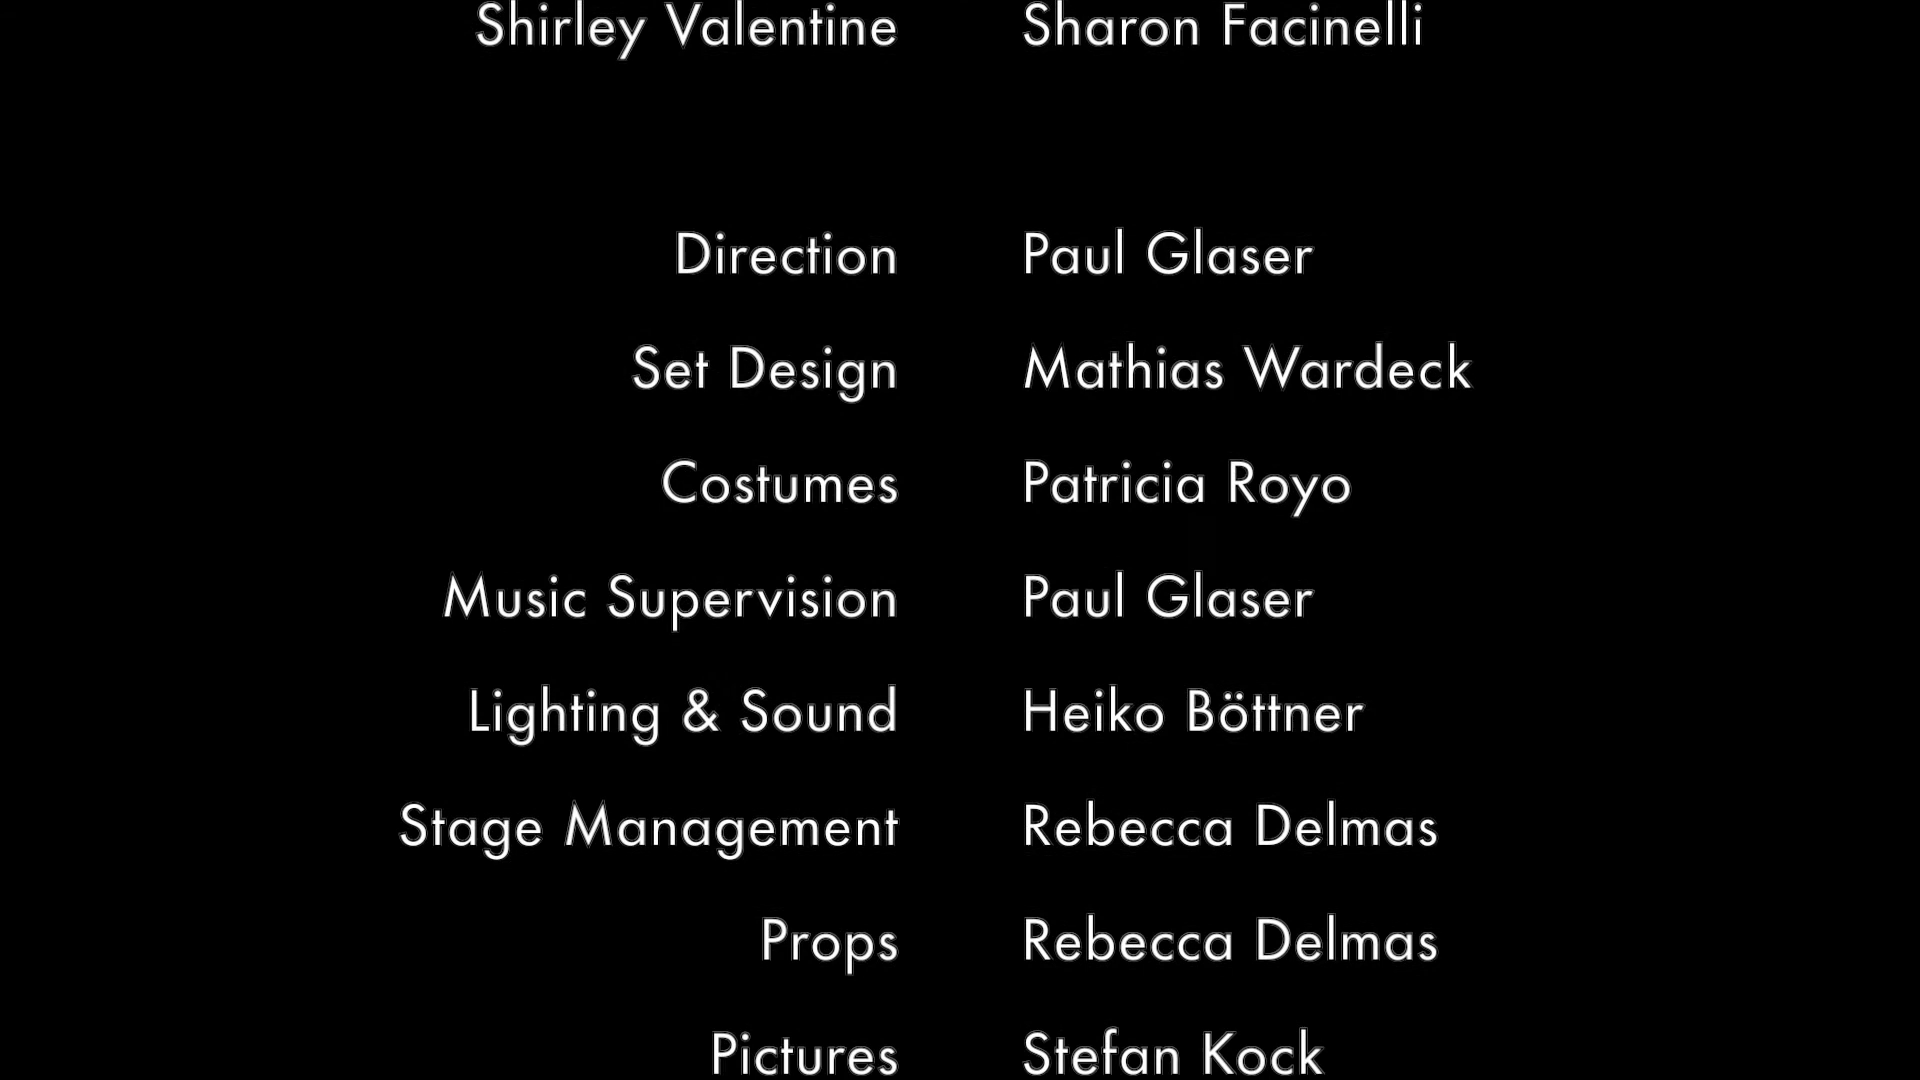 Shirley Valentine Sharon Facinelli
Direction Paul Glaser
Set Design Mathias Wardeck
Costumes Patricia Royo
Music Supervision Paul Glaser
Lighting & Sound Heiko Böttner
Stage Management Rebecca Delmas
Props Rebecca Delmas
Pictures Stefan Kock